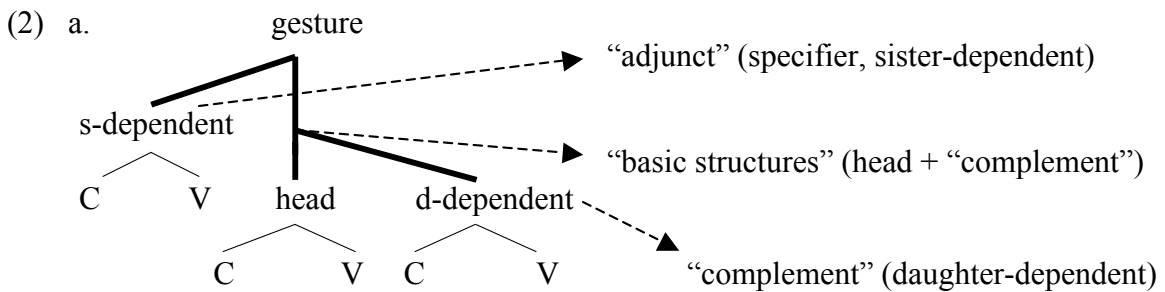 (2) a. gesture
“adjunct” (specifier, sister-dependent)
s-dependent
“basic structures” (head + “complement”)
C V head d-dependent
C V C V “complement” (daughter-dependent)